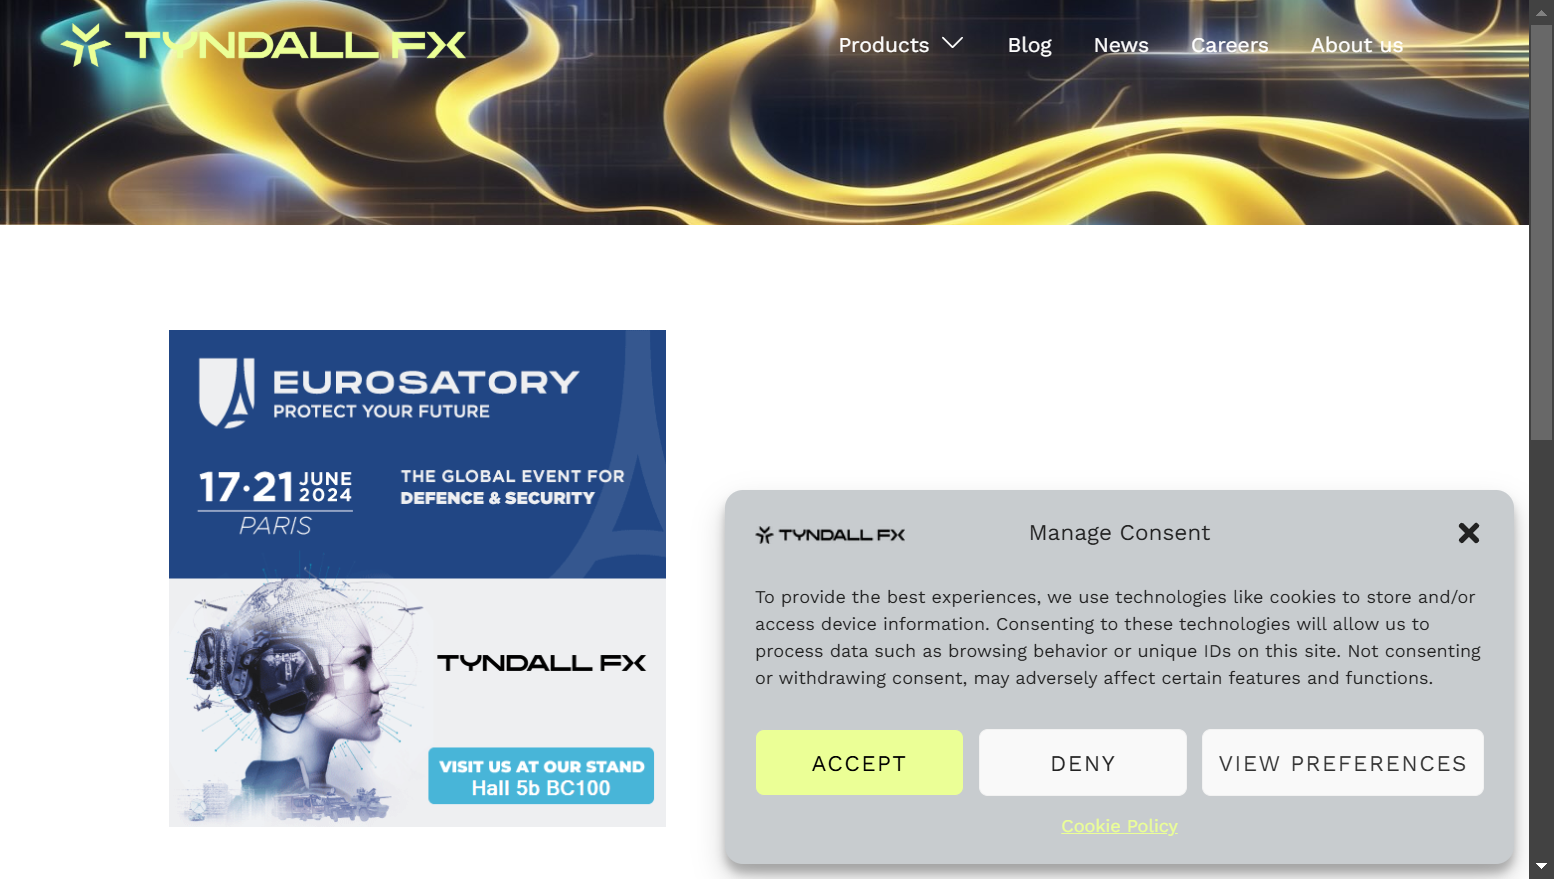 TYNDALL FX
Products
Blog
News
Careers
About us
EUROSATORY
PROTECT YOUR FUTURE
17·21 JUNE 2024
PARIS
THE GLOBAL EVENT FOR
DEFENCE & SECURITY
TYNDALL FX
VISIT US AT OUR STAND
Hall 5b BC100
TYNDALL FX
Manage Consent
To provide the best experiences, we use technologies like cookies to store and/or
access device information. Consenting to these technologies will allow us to
process data such as browsing behavior or unique IDs on this site. Not consenting
or withdrawing consent, may adversely affect certain features and functions.
ACCEPT
DENY
VIEW PREFERENCES
Cookie Policy